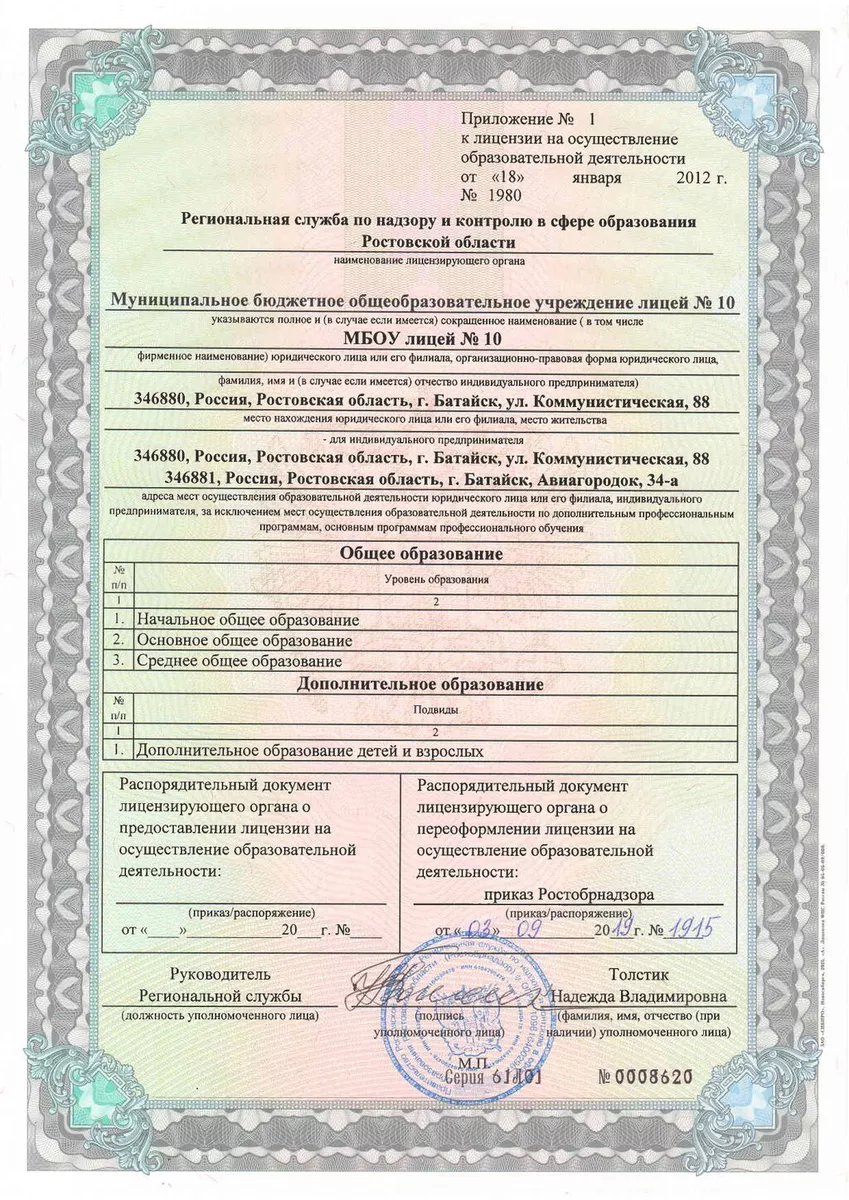 Приложение № 1
к лицензии на осуществление
образовательной деятельности
от «18» января 2012 г.
№ 1980
Региональная служба по надзору и контролю в сфере образования
Ростовской области
наименование лицензирующего органа
Муниципальное бюджетное общеобразовательное учреждение лицей № 10
указываются полное и (в случае если имеется) сокращенное наименование ( в том числе
МБОУ лицей № 10
фирменное наименование) юридического лица или его филиала, организационно-правовая форма юридического лица,
фамилия, имя и (в случае если имеется) отчество индивидуального предпринимателя)
346880, Россия, Ростовская область, г. Батайск, ул. Коммунистическая, 88
место нахождения юридического лица или его филиала, место жительства
- для индивидуального предпринимателя
346880, Россия, Ростовская область, г. Батайск, ул. Коммунистическая, 88
346881, Россия, Ростовская область, г. Батайск, Авиагородок, 34-а
адреса мест осуществления образовательной деятельности юридического лица или его филиала, индивидуального
предпринимателя, за исключением мест осуществления образовательной деятельности по дополнительным профессиональным
программам, основным программам профессионального обучения
Общее образование
№ п/п Уровень образования
1 2
1. Начальное общее образование
2. Основное общее образование
3. Среднее общее образование
Дополнительное образование
№ п/п Подвиды
1 2
1. Дополнительное образование детей и взрослых
Распорядительный документ
лицензирующего органа о
предоставлении лицензии на
осуществление образовательной
деятельности:
(приказ/распоряжение)
от «____» 20___г. №
Распорядительный документ
лицензирующего органа о
переоформлении лицензии на
осуществление образовательной
деятельности:
приказ Ростобрнадзора
(приказ/распоряжение)
от «03» 09 2019 г. № 1915
Руководитель
Региональной службы
(должность уполномоченного лица)
(подпись
уполномоченного лица)
Толстик
Надежда Владимировна
(фамилия, имя, отчество (при
наличии) уполномоченного лица)
М.П.
Серия 61Л01 № 0008620